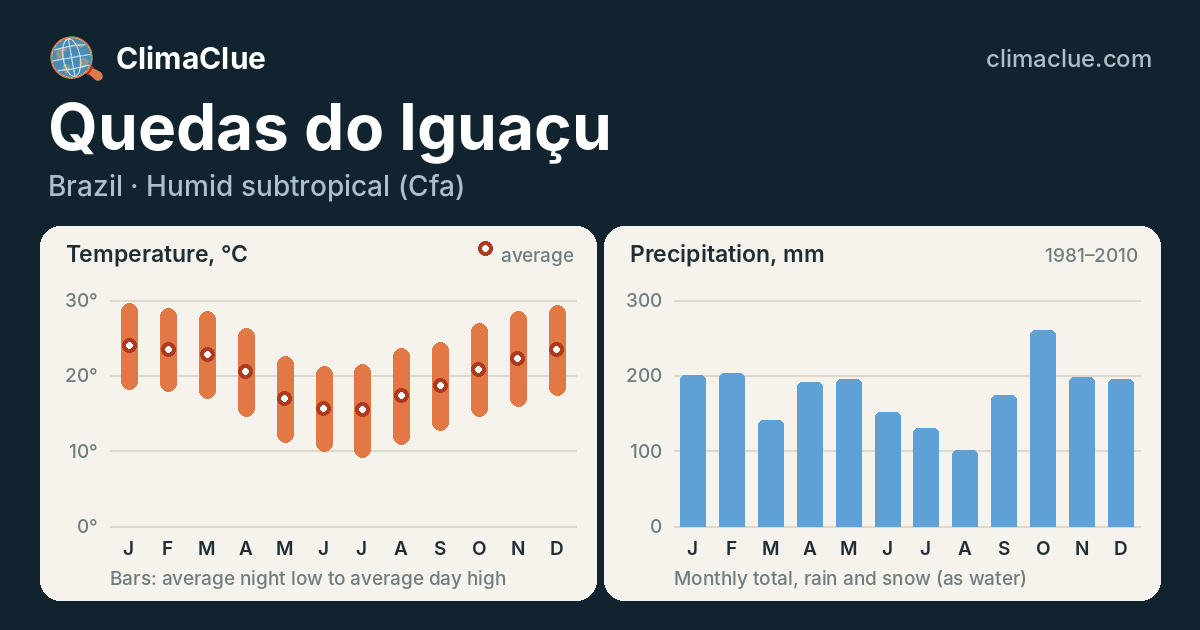 ClimaClue
climaclue.com
Quedas do Iguaçu
Brazil · Humid subtropical (Cfa)
Temperature, °C
average
30°
20°
10°
0°
J F M A M J J A S O N D
Bars: average night low to average day high
Precipitation, mm
1981–2010
300
200
100
0
J F M A M J J A S O N D
Monthly total, rain and snow (as water)